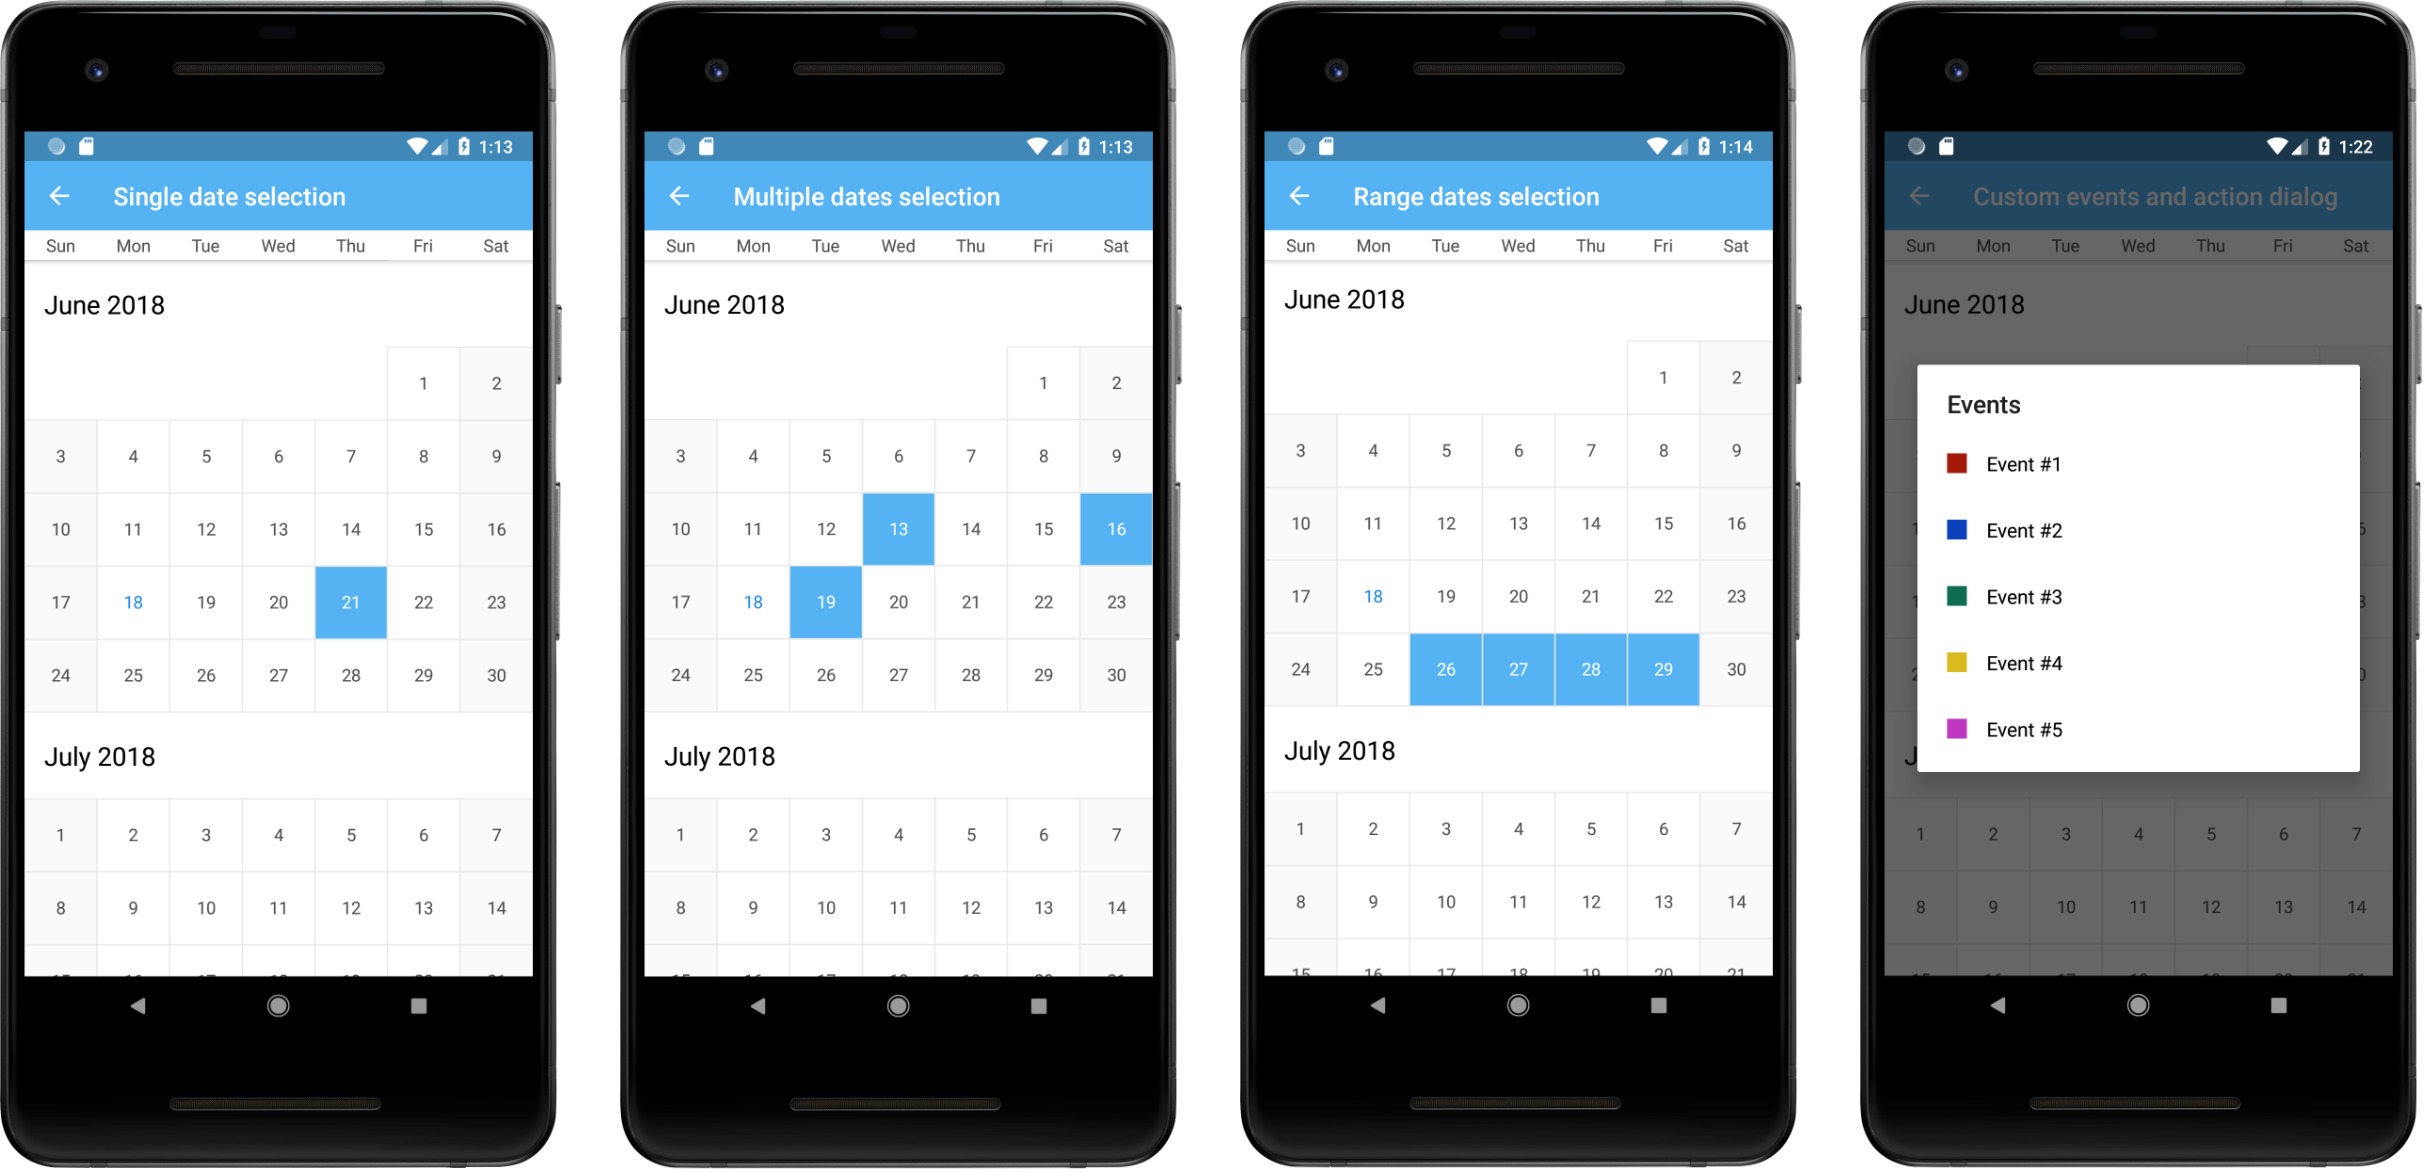 1:13
Single date selection
Sun Mon Tue Wed Thu Fri Sat
June 2018
1 2
3 4 5 6 7 8 9
10 11 12 13 14 15 16
17 18 19 20 21 22 23
24 25 26 27 28 29 30
July 2018
1 2 3 4 5 6 7
8 9 10 11 12 13 14
1:13
Multiple dates selection
Sun Mon Tue Wed Thu Fri Sat
June 2018
1 2
3 4 5 6 7 8 9
10 11 12 13 14 15 16
17 18 19 20 21 22 23
24 25 26 27 28 29 30
July 2018
1 2 3 4 5 6 7
8 9 10 11 12 13 14
1:14
Range dates selection
Sun Mon Tue Wed Thu Fri Sat
June 2018
1 2
3 4 5 6 7 8 9
10 11 12 13 14 15 16
17 18 19 20 21 22 23
24 25 26 27 28 29 30
July 2018
1 2 3 4 5 6 7
8 9 10 11 12 13 14
15 16 17 18 19 20 21
1:22
Custom events and action dialog
Sun Mon Tue Wed Thu Fri Sat
June 2018
Events
Event #1
Event #2
Event #3
Event #4
Event #5
1 2 3 4 5 6 7
8 9 10 11 12 13 14